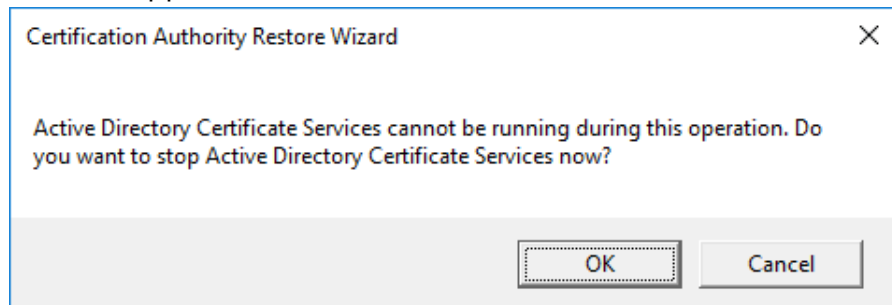 Certification Authority Restore Wizard
Active Directory Certificate Services cannot be running during this operation. Do
you want to stop Active Directory Certificate Services now?
OK
Cancel